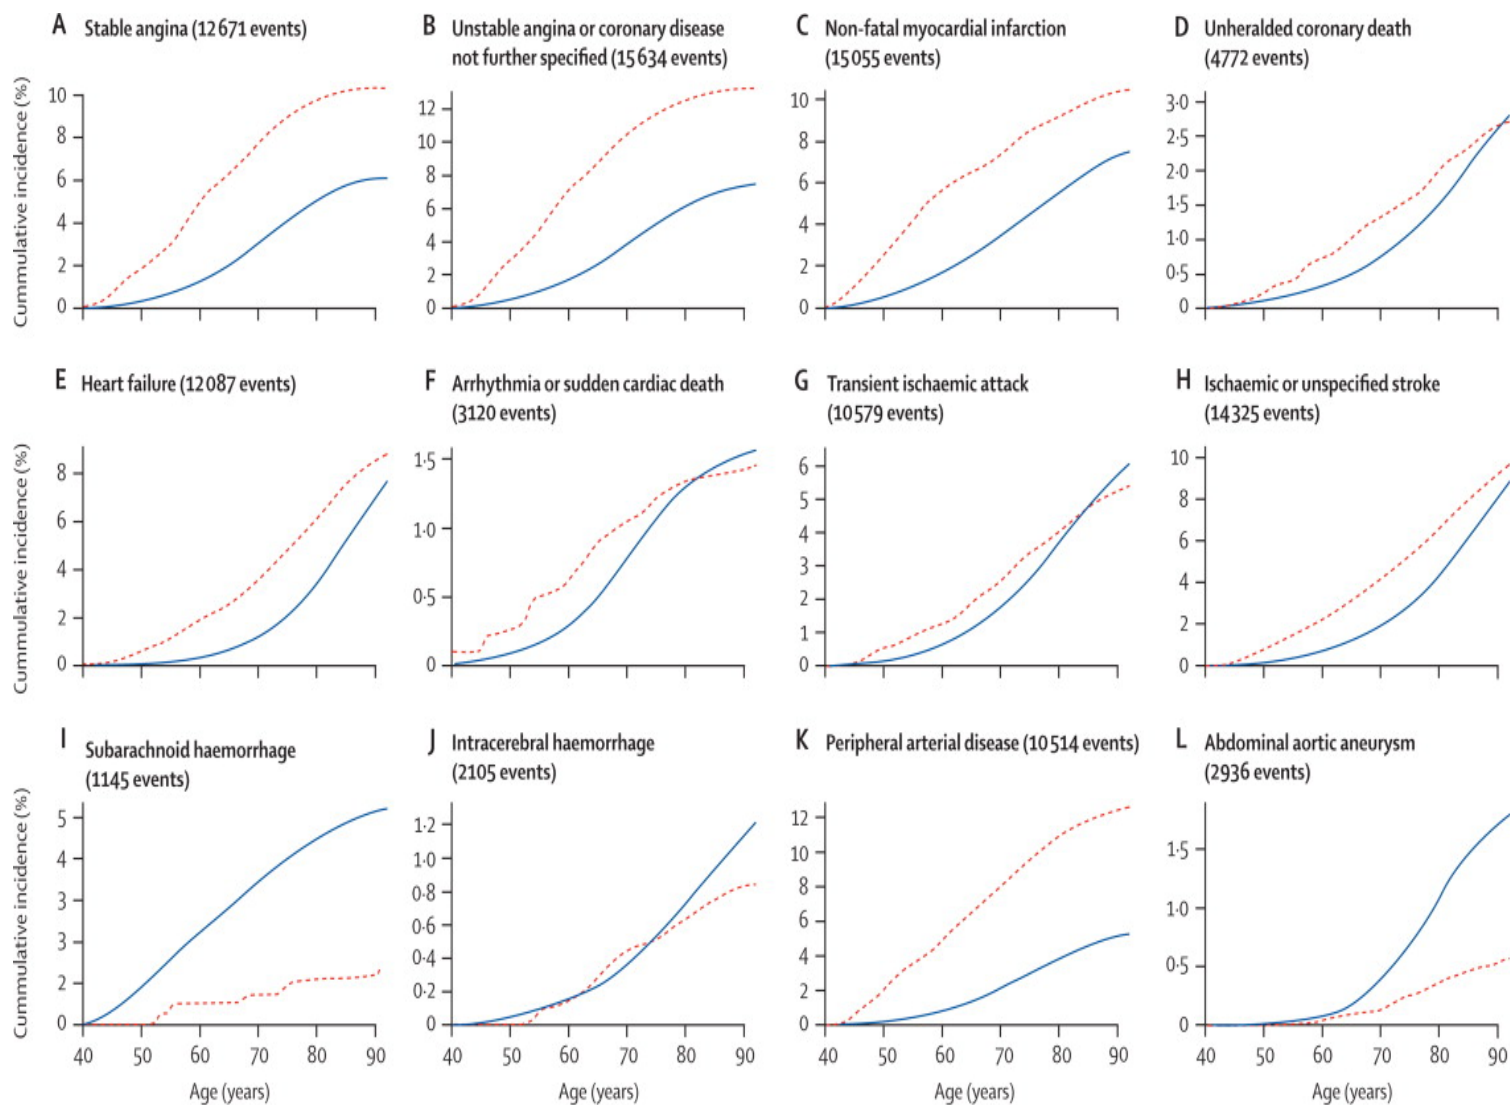 A Stable angina (12 671 events)
B Unstable angina or coronary disease
not further specified (15 634 events)
C Non-fatal myocardial infarction
(15 055 events)
D Unheralded coronary death
(4772 events)
Cummulative incidence (%)
10
8
6
4
2
0
12
10
8
6
4
2
0
10
8
6
4
2
0
3·0
2·5
2·0
1·5
1·0
0·5
0
E Heart failure (12 087 events)
F Arrhythmia or sudden cardiac death
(3120 events)
G Transient ischaemic attack
(10 579 events)
H Ischaemic or unspecified stroke
(14 325 events)
Cummulative incidence (%)
8
6
4
2
0
1·5
1·0
0·5
0
6
5
4
3
2
1
0
10
8
6
4
2
0
I Subarachnoid haemorrhage
(1145 events)
J Intracerebral haemorrhage
(2105 events)
K Peripheral arterial disease (10 514 events)
L Abdominal aortic aneurysm
(2936 events)
Cummulative incidence (%)
5
4
3
3
2
0
1·2
1·0
0·8
0·6
0·4
0·2
0
12
10
8
6
4
2
0
1·5
1·0
0·5
0
40 50 60 70 80 90
40 50 60 70 80 90
40 50 60 70 80 90
40 50 60 70 80 90
Age (years)
Age (years)
Age (years)
Age (years)